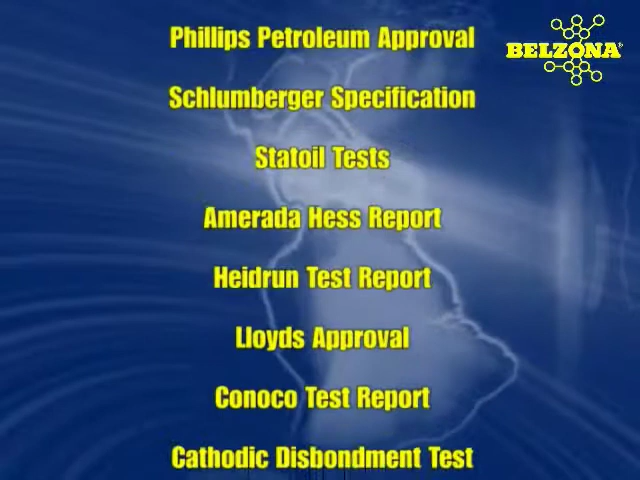 Phillips Petroleum Approval
BELZONA®
Schlumberger Specification
Statoil Tests
Amerada Hess Report
Heidrun Test Report
Lloyds Approval
Conoco Test Report
Cathodic Disbondment Test